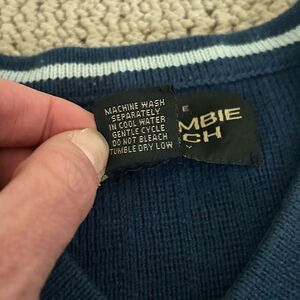 MACHINE WASH
SEPARATELY
IN COOL WATER
GENTLE CYCLE
DO NOT BLEACH
TUMBLE DRY LOW
E
MBIE
CH
Y